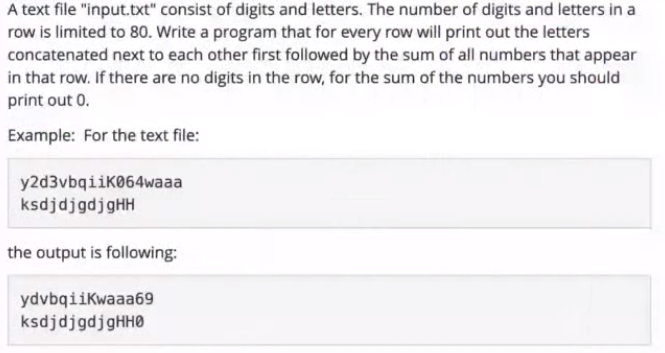 A text file "input.txt" consist of digits and letters. The number of digits and letters in a
row is limited to 80. Write a program that for every row will print out the letters
concatenated next to each other first followed by the sum of all numbers that appear
in that row. If there are no digits in the row, for the sum of the numbers you should
print out 0.
Example: For the text file:
y2d3vbqiiK064waaa
ksdjdjgdjgHH
the output is following:
ydvbqiiKwaaa69
ksdjdjgdjgHH0